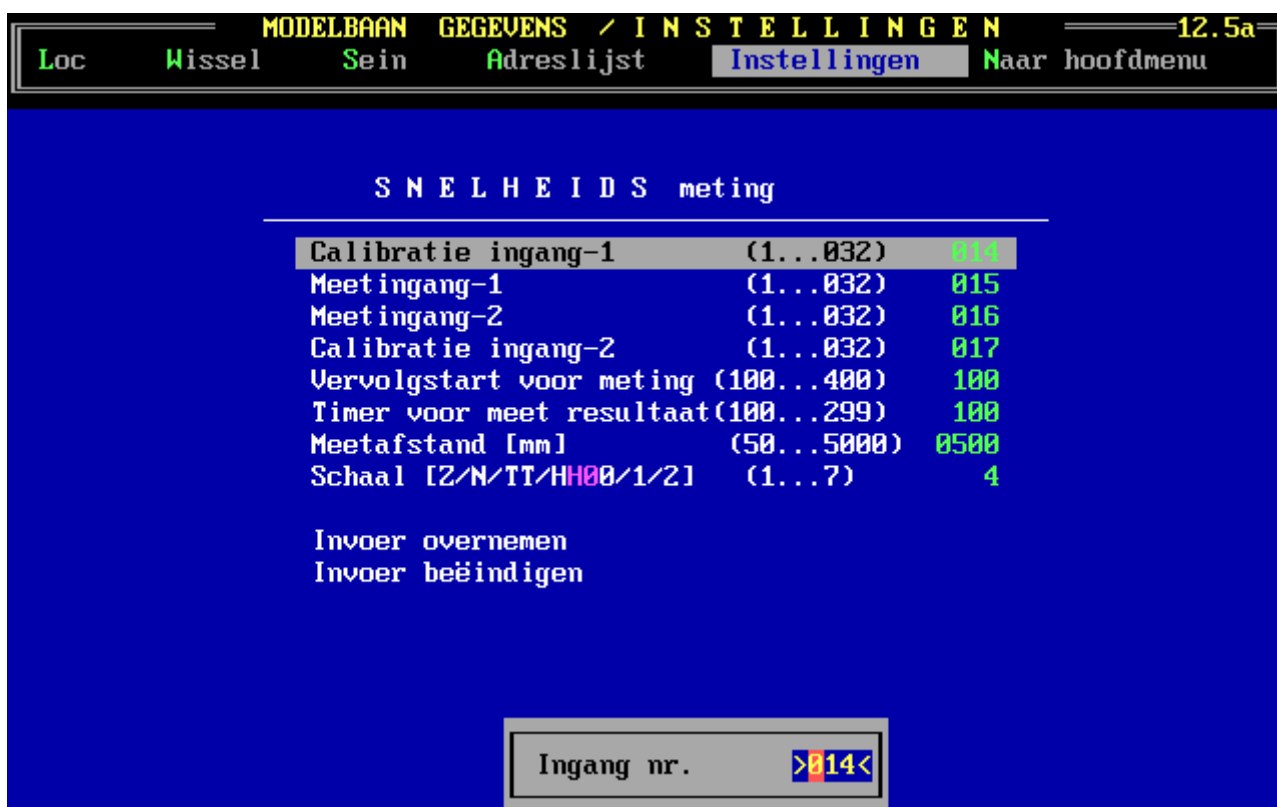 MODELBAAN GEGEVENS / I N S T E L L I N G E N 12.5a
Loc Wissel Sein Adreslijst Instellingen Naar hoofdmenu
S N E L H E I D S meting
Calibratie ingang-1 (1...032) 014
Meetingang-1 (1...032) 015
Meetingang-2 (1...032) 016
Calibratie ingang-2 (1...032) 017
Vervolgstart voor meting (100...400) 100
Timer voor meet resultaat(100...299) 100
Meetafstand [mm] (50...5000) 0500
Schaal [Z/N/TT/HH00/1/2] (1...7) 4
Invoer overnemen
Invoer beëindigen
Ingang nr. >014<